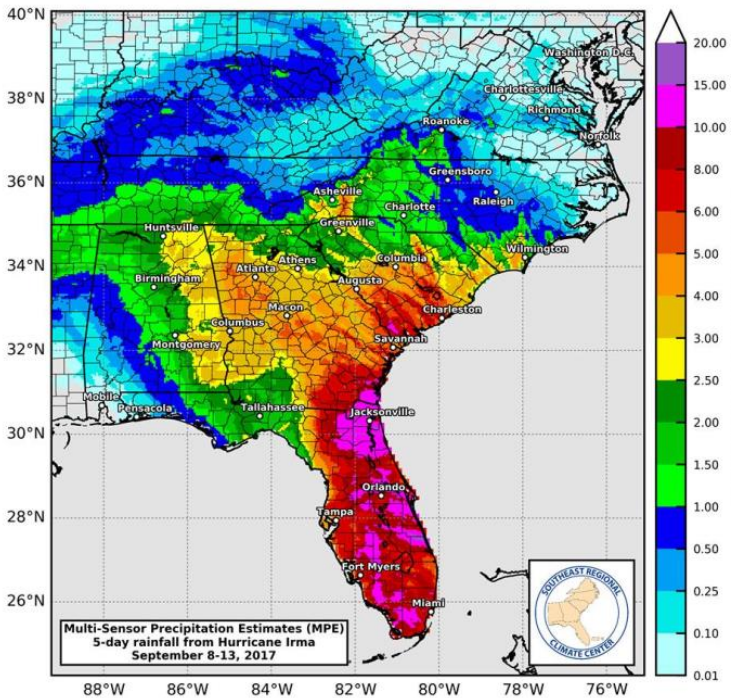 40°N
38°N
36°N
34°N
32°N
30°N
28°N
26°N
88°W
86°W
84°W
82°W
80°W
78°W
76°W
Washington D.C.
Charlottesville
Richmond
Roanoke
Norfolk
Greensboro
Raleigh
Asheville
Charlotte
Greenville
Huntsville
Wilmington
Columbia
Athens
Atlanta
Birmingham
Augusta
Macon
Charleston
Columbus
Savannah
Montgomery
Mobile
Pensacola
Tallahassee
Jacksonville
Orlando
Tampa
Fort Myers
Miami
Multi-Sensor Precipitation Estimates (MPE)
5-day rainfall from Hurricane Irma
September 8-13, 2017
SOUTHEAST REGIONAL
CLIMATE CENTER
20.00
15.00
10.00
8.00
6.00
5.00
4.00
3.00
2.50
2.00
1.50
1.00
0.50
0.25
0.10
0.01